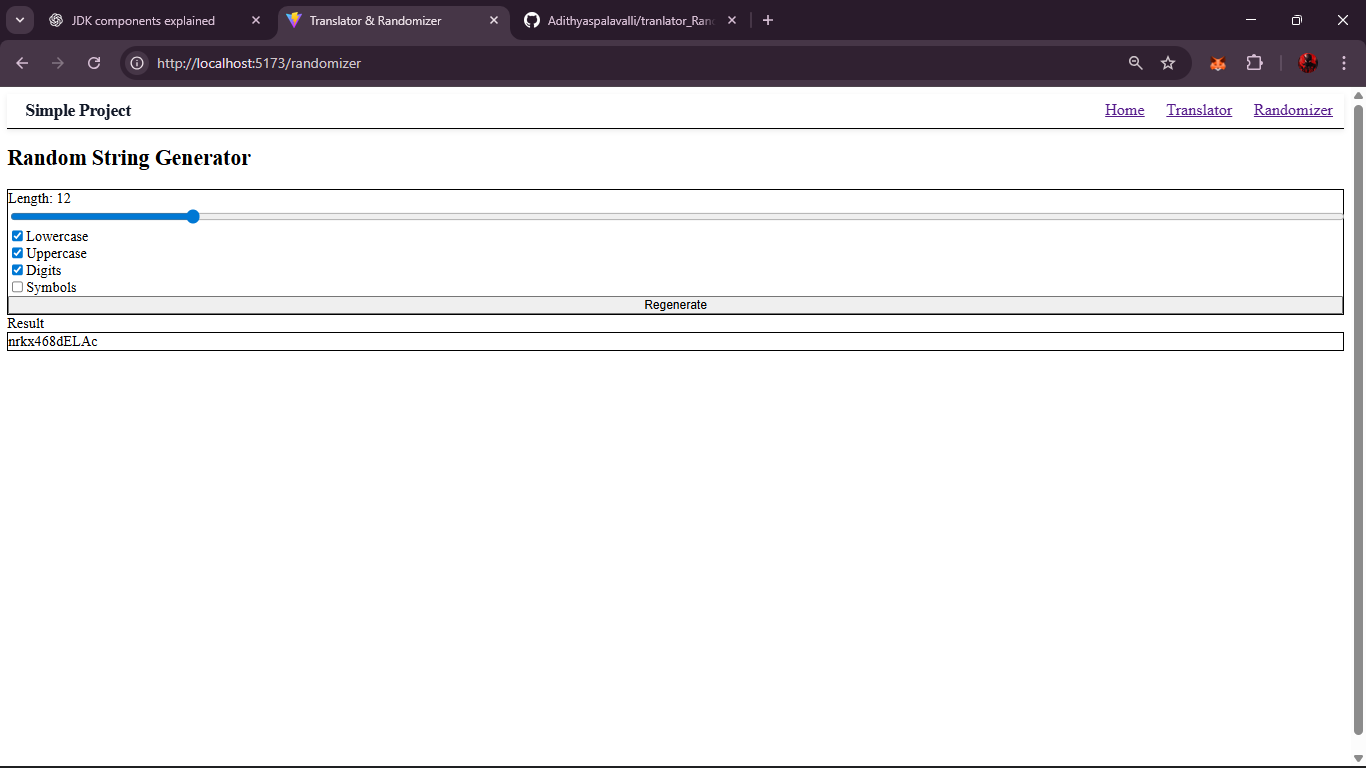 JDK components explained
Translator & Randomizer
Adithyaspalavalli/tranlator_Ran
http://localhost:5173/randomizer
Simple Project
Home
Translator
Randomizer
Random String Generator
Length: 12
Lowercase
Uppercase
Digits
Symbols
Regenerate
Result
nrkx468dELAc